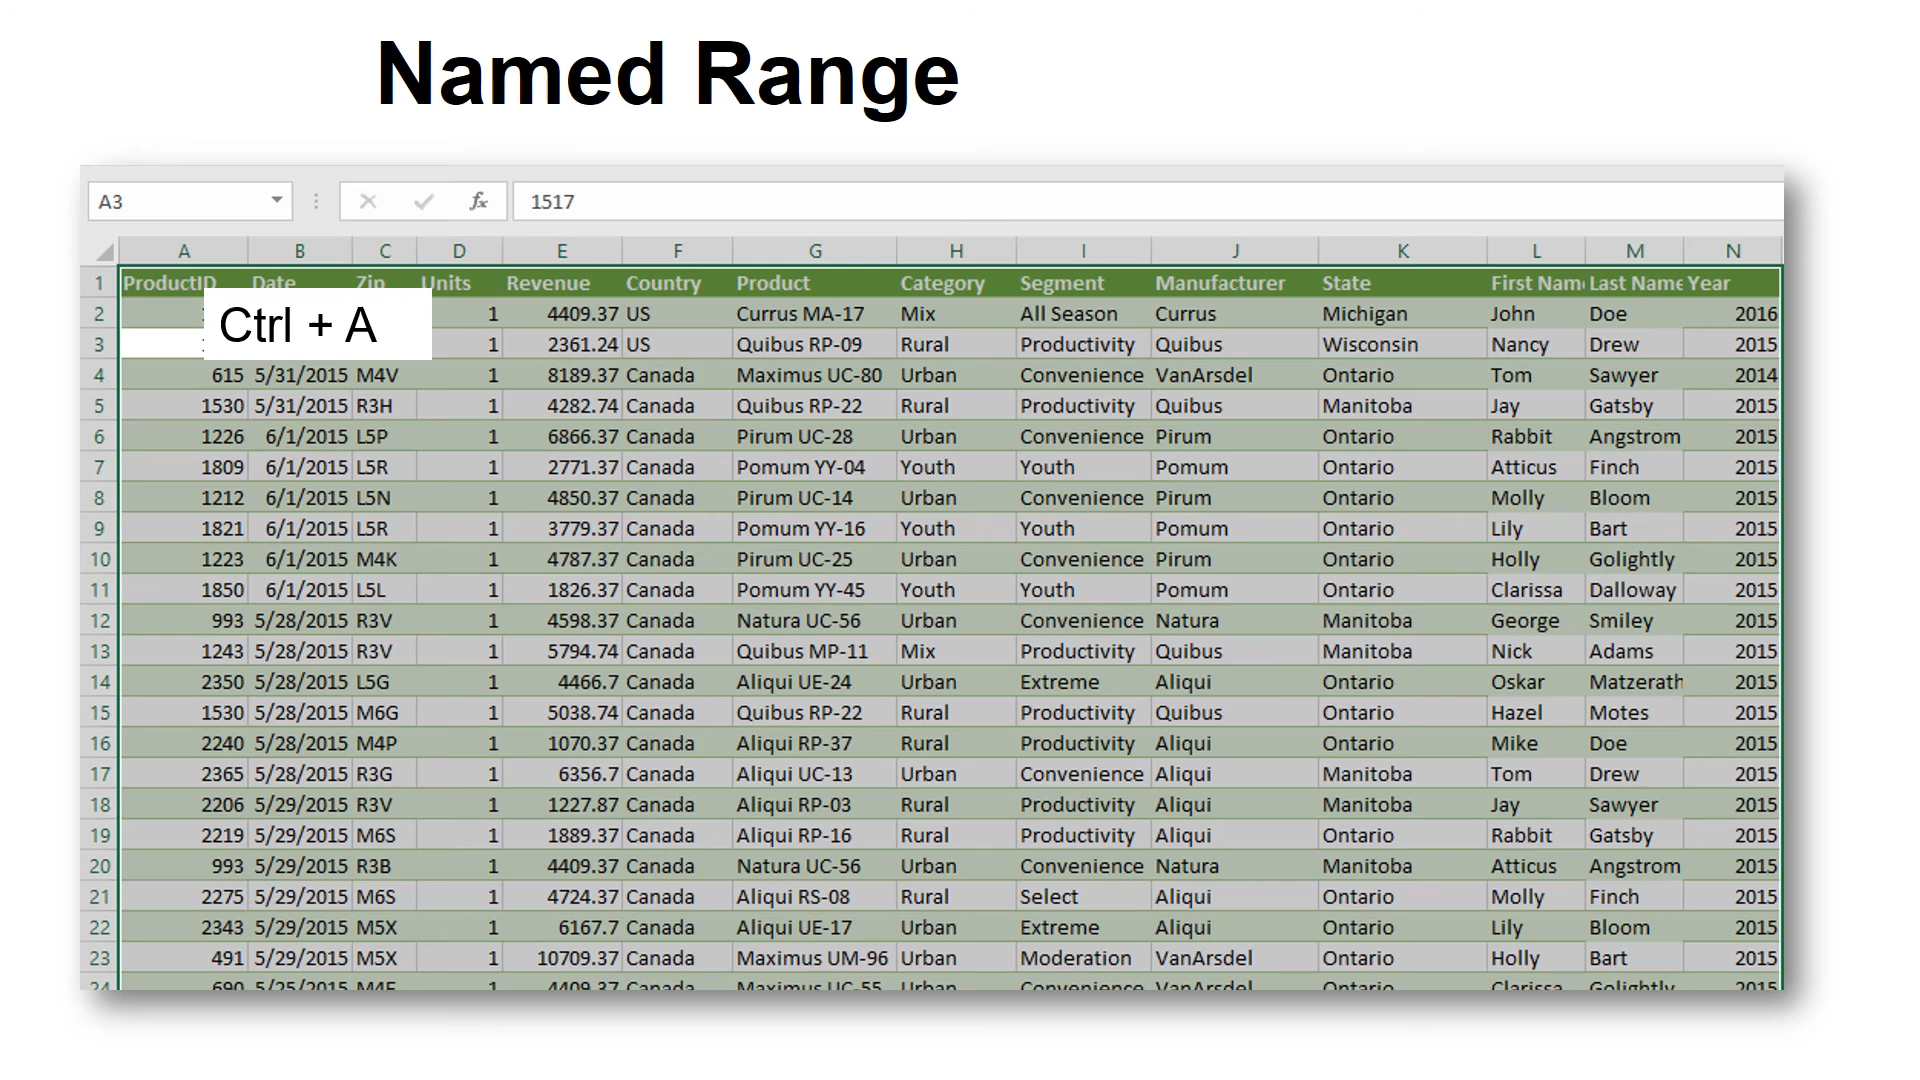 Named Range
A3 fx 1517
A B C D E F G H I J K L M N
1 ProductID Date Zip Units Revenue Country Product Category Segment Manufacturer State First Nam Last Name Year
2 1 4409.37 US Currus MA-17 Mix All Season Currus Michigan John Doe 2016
Ctrl + A
3 1 2361.24 US Quibus RP-09 Rural Productivity Quibus Wisconsin Nancy Drew 2015
4 615 5/31/2015 M4V 1 8189.37 Canada Maximus UC-80 Urban Convenience VanArsdel Ontario Tom Sawyer 2014
5 1530 5/31/2015 R3H 1 4282.74 Canada Quibus RP-22 Rural Productivity Quibus Manitoba Jay Gatsby 2015
6 1226 6/1/2015 L5P 1 6866.37 Canada Pirum UC-28 Urban Convenience Pirum Ontario Rabbit Angstrom 2015
7 1809 6/1/2015 L5R 1 2771.37 Canada Pomum YY-04 Youth Youth Pomum Ontario Atticus Finch 2015
8 1212 6/1/2015 L5N 1 4850.37 Canada Pirum UC-14 Urban Convenience Pirum Ontario Molly Bloom 2015
9 1821 6/1/2015 L5R 1 3779.37 Canada Pomum YY-16 Youth Youth Pomum Ontario Lily Bart 2015
10 1223 6/1/2015 M4K 1 4787.37 Canada Pirum UC-25 Urban Convenience Pirum Ontario Holly Golightly 2015
11 1850 6/1/2015 L5L 1 1826.37 Canada Pomum YY-45 Youth Youth Pomum Ontario Clarissa Dalloway 2015
12 993 5/28/2015 R3V 1 4598.37 Canada Natura UC-56 Urban Convenience Natura Manitoba George Smiley 2015
13 1243 5/28/2015 R3V 1 5794.74 Canada Quibus MP-11 Mix Productivity Quibus Manitoba Nick Adams 2015
14 2350 5/28/2015 L5G 1 4466.7 Canada Aliqui UE-24 Urban Extreme Aliqui Ontario Oskar Matzerath 2015
15 1530 5/28/2015 M6G 1 5038.74 Canada Quibus RP-22 Rural Productivity Quibus Ontario Hazel Motes 2015
16 2240 5/28/2015 M4P 1 1070.37 Canada Aliqui RP-37 Rural Productivity Aliqui Ontario Mike Doe 2015
17 2365 5/28/2015 R3G 1 6356.7 Canada Aliqui UC-13 Urban Convenience Aliqui Manitoba Tom Drew 2015
18 2206 5/29/2015 R3V 1 1227.87 Canada Aliqui RP-03 Rural Productivity Aliqui Manitoba Jay Sawyer 2015
19 2219 5/29/2015 M6S 1 1889.37 Canada Aliqui RP-16 Rural Productivity Aliqui Ontario Rabbit Gatsby 2015
20 993 5/29/2015 R3B 1 4409.37 Canada Natura UC-56 Urban Convenience Natura Manitoba Atticus Angstrom 2015
21 2275 5/29/2015 M6S 1 4724.37 Canada Aliqui RS-08 Rural Select Aliqui Ontario Molly Finch 2015
22 2343 5/29/2015 M5X 1 6167.7 Canada Aliqui UE-17 Urban Extreme Aliqui Ontario Lily Bloom 2015
23 491 5/29/2015 M5X 1 10709.37 Canada Maximus UM-96 Urban Moderation VanArsdel Ontario Holly Bart 2015
24 690 5/25/2015 1 4409.37 Canada Maximus UC-55 Urban Convenience VanArsdel Ontario Clarissa Golightly 2015